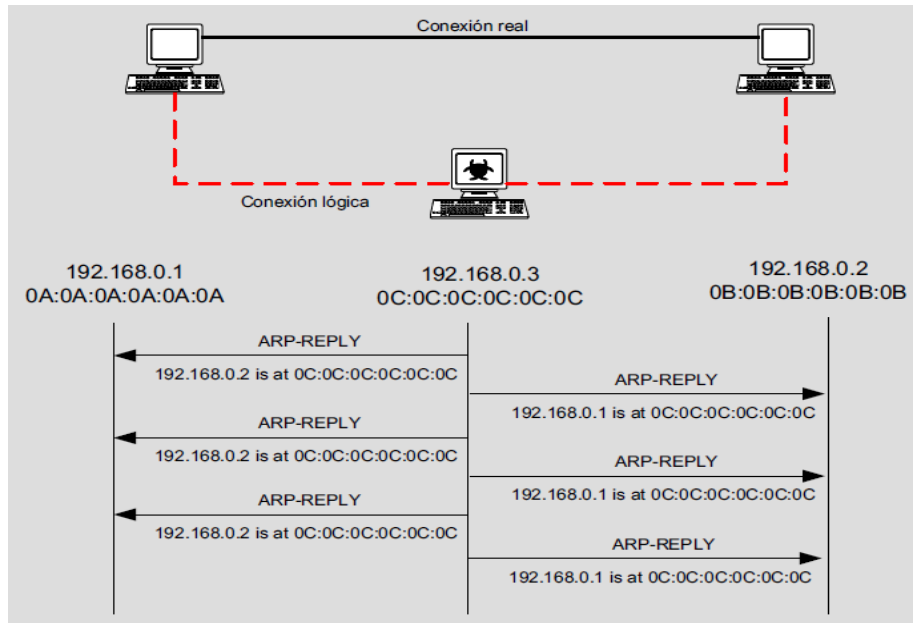 Conexión real
Conexión lógica
192.168.0.1
0A:0A:0A:0A:0A:0A
192.168.0.3
0C:0C:0C:0C:0C:0C
192.168.0.2
0B:0B:0B:0B:0B:0B
ARP-REPLY
192.168.0.2 is at 0C:0C:0C:0C:0C:0C
ARP-REPLY
192.168.0.1 is at 0C:0C:0C:0C:0C:0C
ARP-REPLY
192.168.0.2 is at 0C:0C:0C:0C:0C:0C
ARP-REPLY
192.168.0.1 is at 0C:0C:0C:0C:0C:0C
ARP-REPLY
192.168.0.2 is at 0C:0C:0C:0C:0C:0C
ARP-REPLY
192.168.0.1 is at 0C:0C:0C:0C:0C:0C